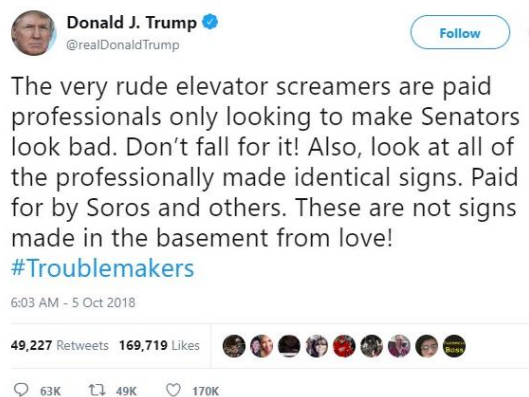 Donald J. Trump
@realDonaldTrump
Follow
The very rude elevator screamers are paid
professionals only looking to make Senators
look bad. Don't fall for it! Also, look at all of
the professionally made identical signs. Paid
for by Soros and others. These are not signs
made in the basement from love!
#Troublemakers
6:03 AM - 5 Oct 2018
49,227 Retweets 169,719 Likes
63K 49K 170K